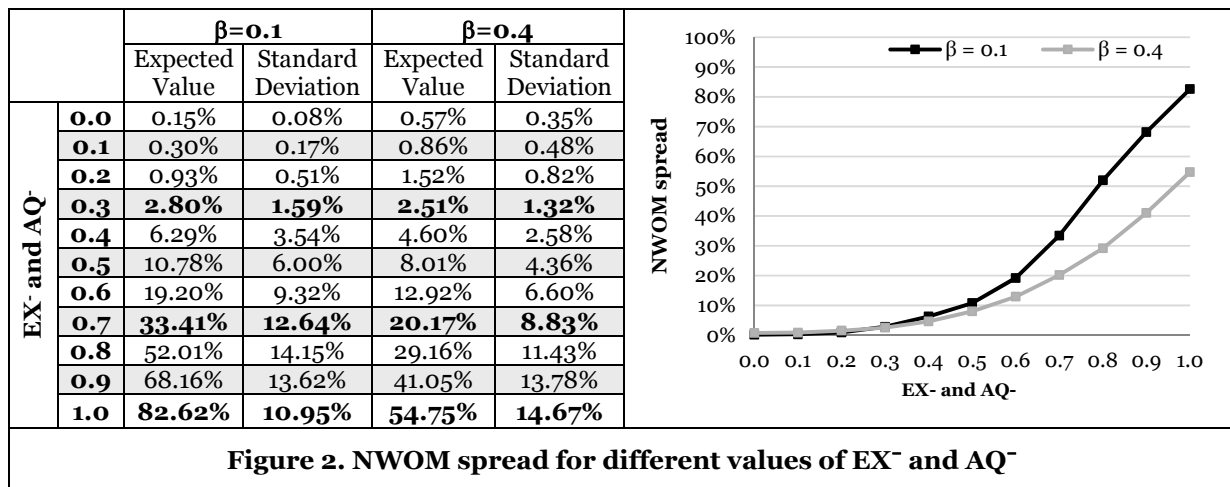 β=0.1 β=0.4
Expected Value Standard Deviation Expected Value Standard Deviation
EX- and AQ-
0.0 0.15% 0.08% 0.57% 0.35%
0.1 0.30% 0.17% 0.86% 0.48%
0.2 0.93% 0.51% 1.52% 0.82%
0.3 2.80% 1.59% 2.51% 1.32%
0.4 6.29% 3.54% 4.60% 2.58%
0.5 10.78% 6.00% 8.01% 4.36%
0.6 19.20% 9.32% 12.92% 6.60%
0.7 33.41% 12.64% 20.17% 8.83%
0.8 52.01% 14.15% 29.16% 11.43%
0.9 68.16% 13.62% 41.05% 13.78%
1.0 82.62% 10.95% 54.75% 14.67%
NWOM spread
100%
90%
80%
70%
60%
50%
40%
30%
20%
10%
0%
β = 0.1 β = 0.4
0.0 0.1 0.2 0.3 0.4 0.5 0.6 0.7 0.8 0.9 1.0
EX- and AQ-
Figure 2. NWOM spread for different values of EX⁻ and AQ⁻